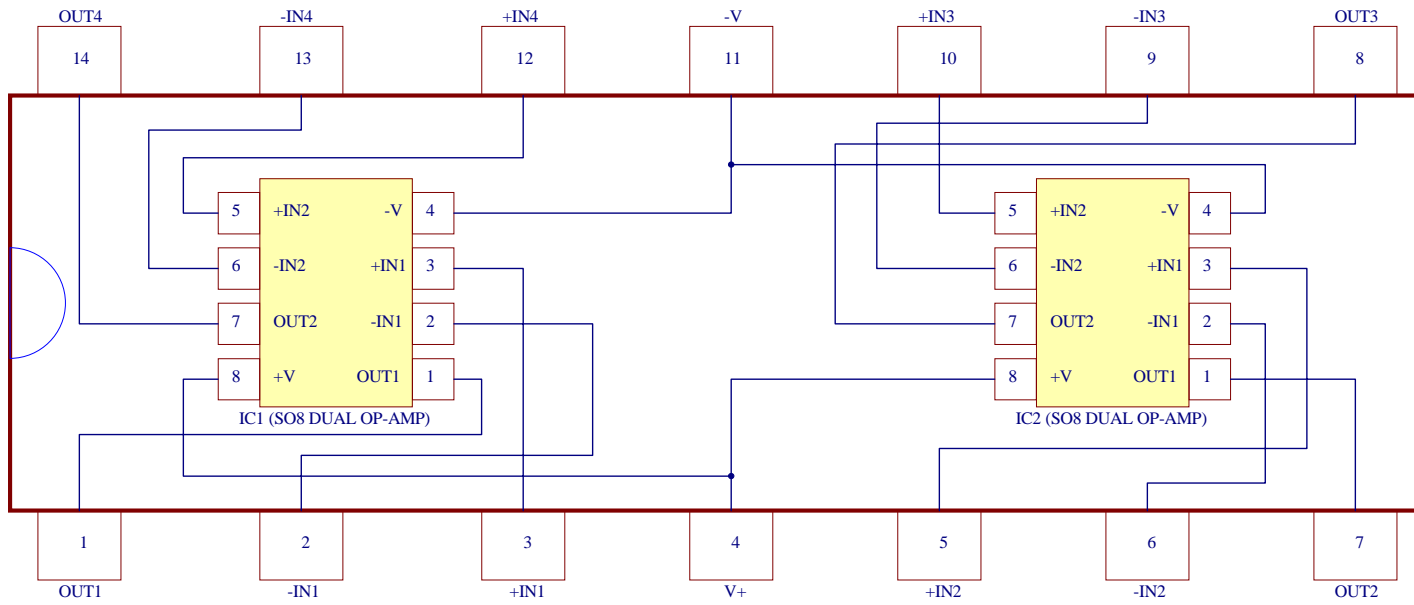 OUT4 -IN4 +IN4 -V +IN3 -IN3 OUT3
14 13 12 11 10 9 8
5 +IN2 -V 4 5 +IN2 -V 4
6 -IN2 +IN1 3 6 -IN2 +IN1 3
7 OUT2 -IN1 2 7 OUT2 -IN1 2
8 +V OUT1 1 8 +V OUT1 1
IC1 (SO8 DUAL OP-AMP) IC2 (SO8 DUAL OP-AMP)
1 2 3 4 5 6 7
OUT1 -IN1 +IN1 V+ +IN2 -IN2 OUT2